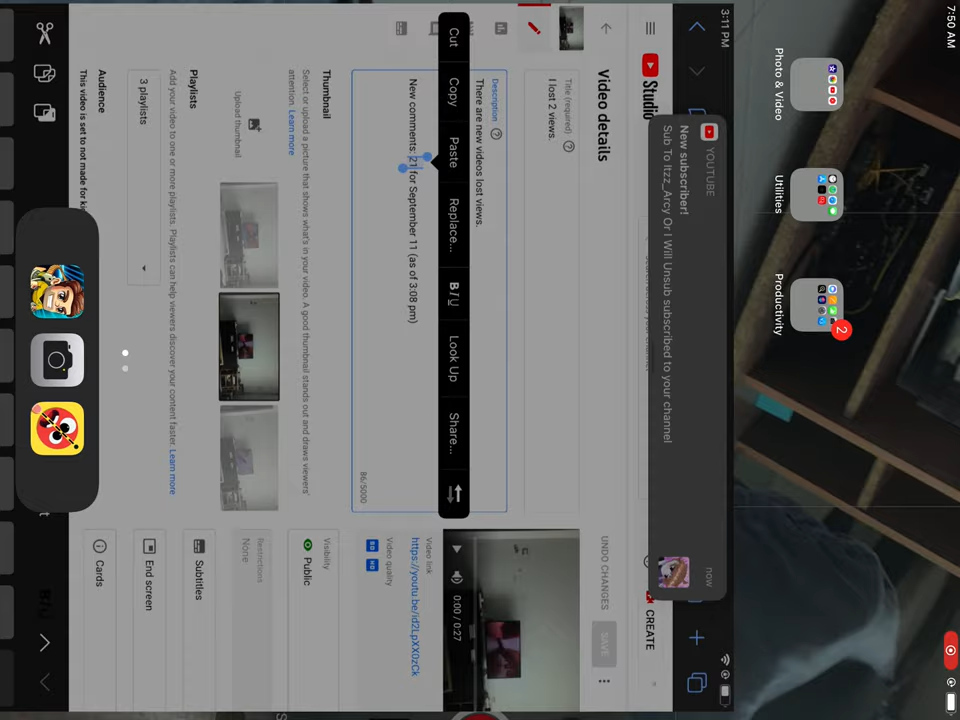 7:50 AM
Photo & Video
Utilities
Productivity
2
3:11 PM
YOUTUBE
now
New subscriber!
Sub To Itzz_Arcy Or I Will Unsub subscribed to your channel
Studio
CREATE
Video details
UNDO CHANGES
SAVE
Title (required)
I lost 2 views.
Description
There are new videos lost views.
New comments: 21 for September 11 (as of 3:08 pm)
86/5000
Cut
Copy
Paste
Replace...
B I U
Look Up
Share...
Thumbnail
Select or upload a picture that shows what's in your video. A good thumbnail stands out and draws viewers'
attention. Learn more
Upload thumbnail
Playlists
Add your video to one or more playlists. Playlists can help viewers discover your content faster. Learn more
3 playlists
Audience
This video is set to not made for
0:00 / 0:27
Video link
https://youtu.be/id2LpXX0zCk
Video quality
SD HD
Visibility
Public
Restrictions
None
Subtitles
End screen
Cards
B I U